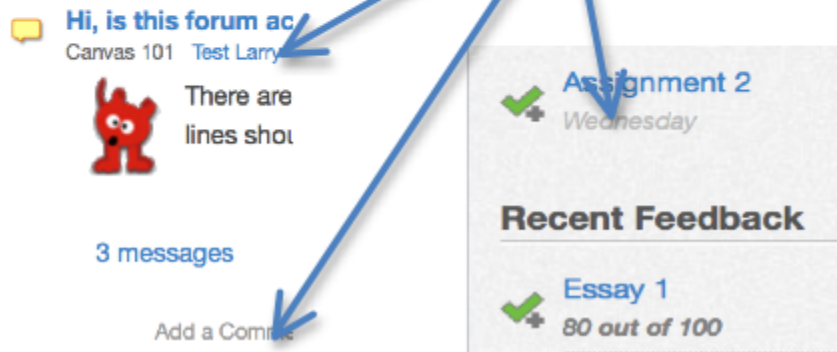 Hi, is this forum ac
Canvas 101 Test Larry
There are
lines shou
3 messages
Add a Comme
Assignment 2
Wednesday
Recent Feedback
Essay 1
80 out of 100